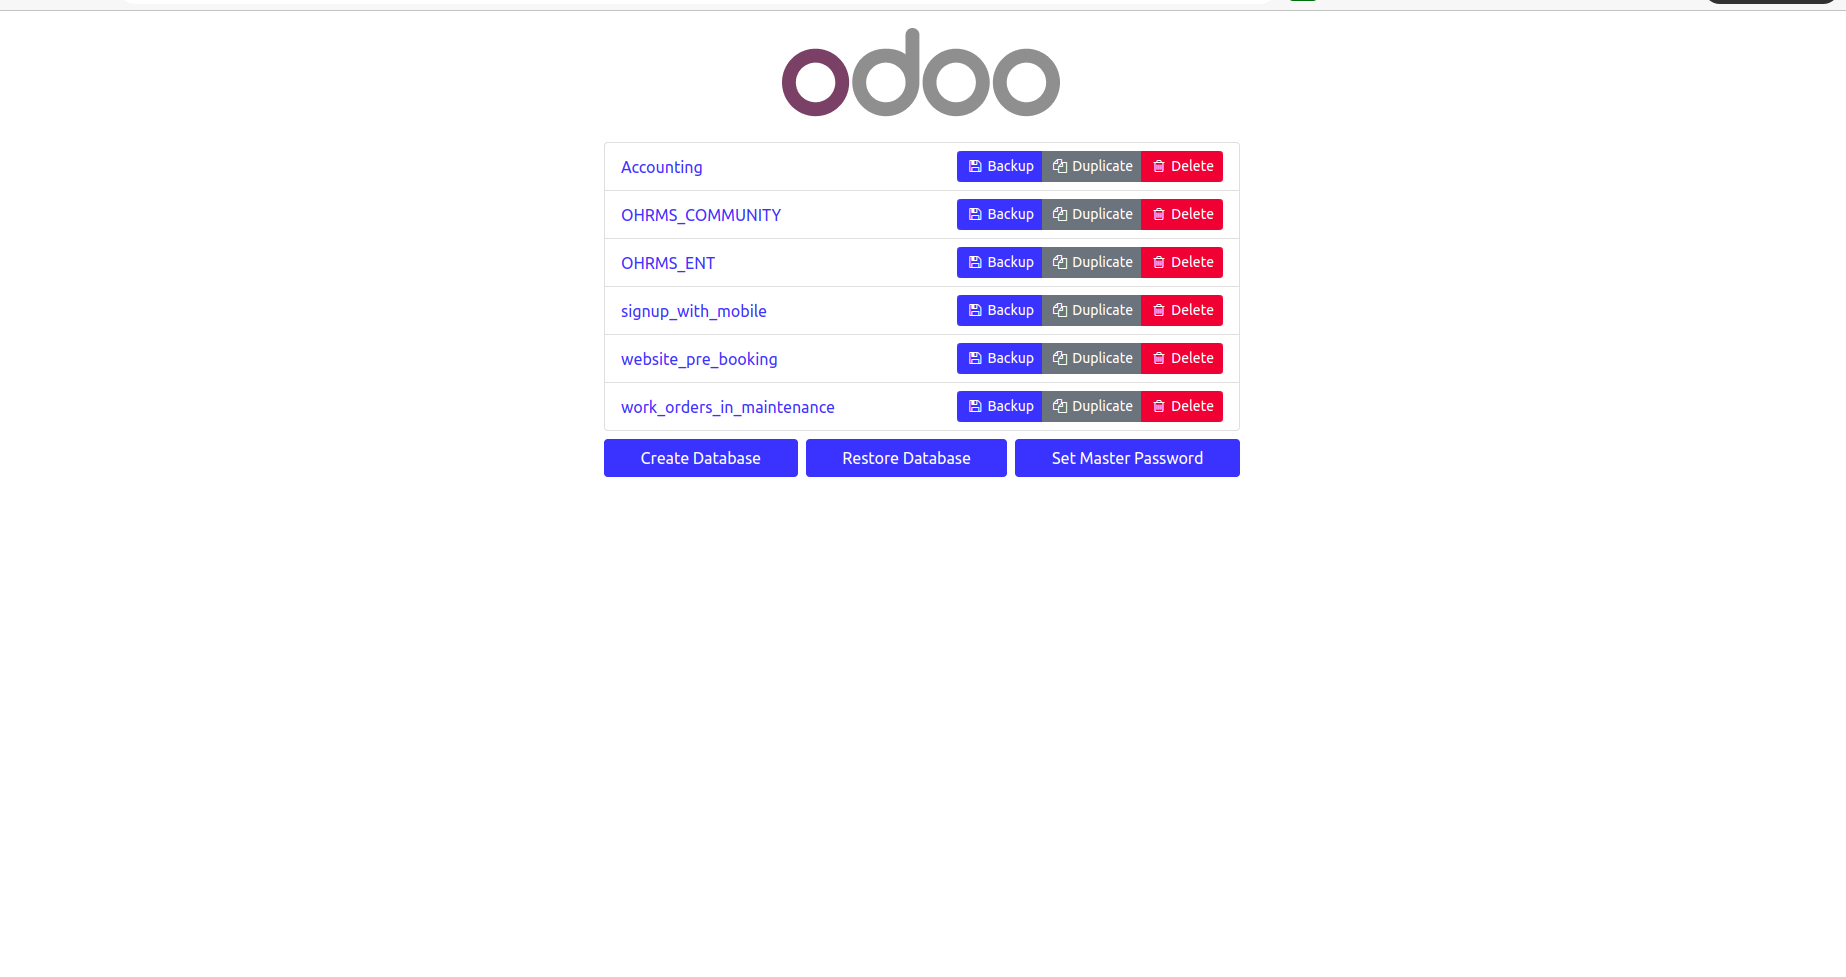 odoo
Accounting Backup Duplicate Delete
OHRMS_COMMUNITY Backup Duplicate Delete
OHRMS_ENT Backup Duplicate Delete
signup_with_mobile Backup Duplicate Delete
website_pre_booking Backup Duplicate Delete
work_orders_in_maintenance Backup Duplicate Delete
Create Database Restore Database Set Master Password